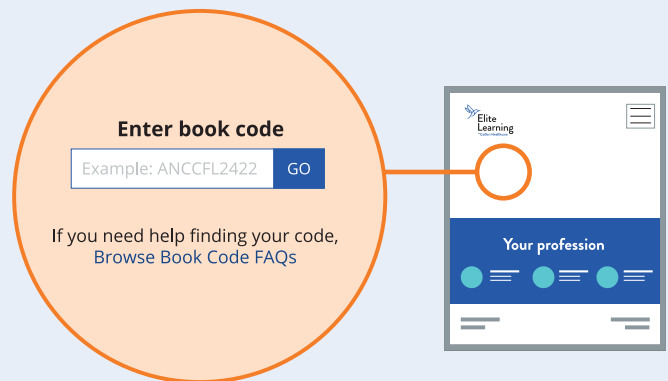 Enter book code
Example: ANCCFL2422 GO
If you need help finding your code,
Browse Book Code FAQs
Elite
Learning
Your profession